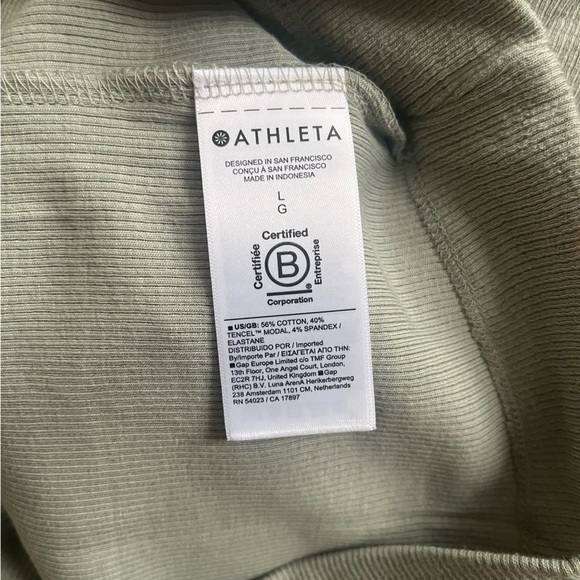 ATHLETA
DESIGNED IN SAN FRANCISCO
CONÇU À SAN FRANCISCO
MADE IN INDONESIA
L
G
Certified
Certifiée
B
Entreprise
Corporation
US/GB: 56% COTTON, 40%
TENCEL™ MODAL, 4% SPANDEX /
ELASTANE
DISTRIBUIDO POR / Imported
By/Importe Par / ΕΙΣΑΓΕΤΑΙ ΑΠΟ ΤΗΝ
Gap Europe Limited c/o TMF Group
13th Floor, One Angel Court, London,
EC2R 7HJ, United Kingdom Gap
(RHC) B.V. Luna ArenA Herikerbergweg
238 Amsterdam 1101 CM, Netherlands
RN 54023 / CA 17897